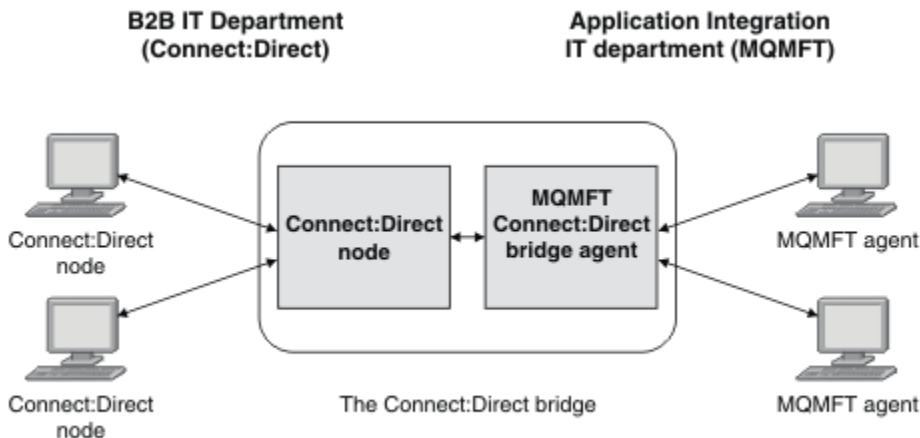 B2B IT Department
(Connect:Direct)
Application Integration
IT department (MQMFT)
Connect:Direct
node
Connect:Direct
node
MQMFT
Connect:Direct
bridge agent
MQMFT agent
Connect:Direct
node
The Connect:Direct bridge
MQMFT agent